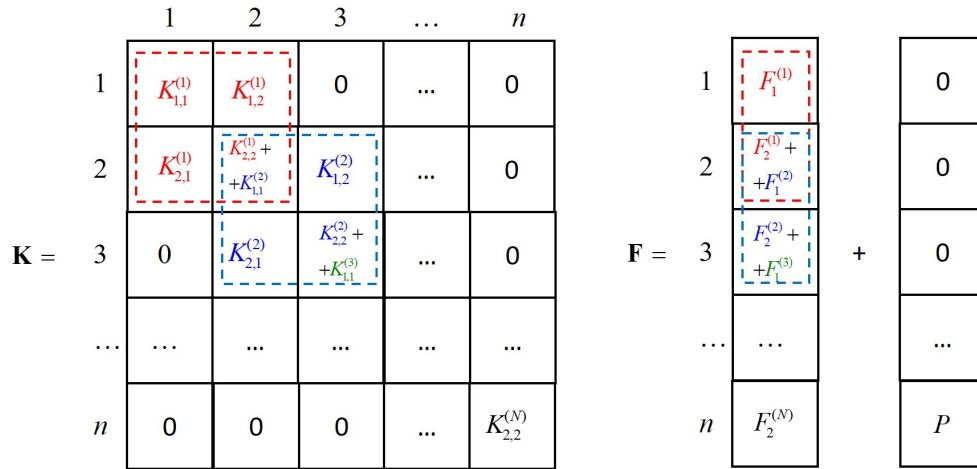 1 2 3 … n
1 K_{1,1}^{(1)} K_{1,2}^{(1)} 0 ... 0
2 K_{2,1}^{(1)} K_{2,2}^{(1)} + +K_{1,1}^{(2)} K_{1,2}^{(2)} ... 0
K = 3 0 K_{2,1}^{(2)} K_{2,2}^{(2)} + +K_{1,1}^{(3)} ... 0
… … ... ... ... ...
n 0 0 0 ... K_{2,2}^{(N)}
1 F_1^{(1)} 0
2 F_2^{(1)} + +F_1^{(2)} 0
F = 3 F_2^{(2)} + +F_1^{(3)} + 0
… … ...
n F_2^{(N)} P